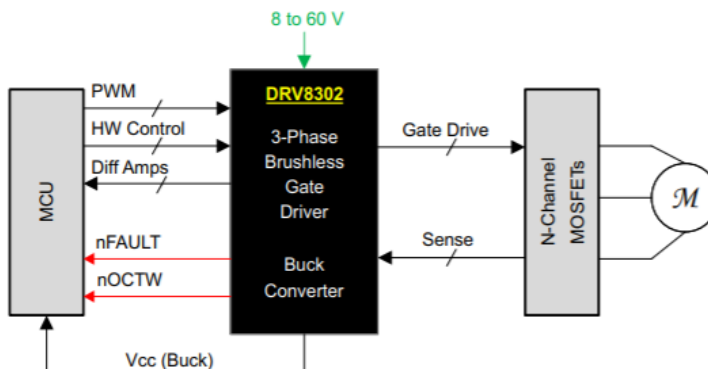 8 to 60 V
PWM
HW Control
Diff Amps
nFAULT
nOCTW
MCU
DRV8302
3-Phase
Brushless
Gate
Driver
Buck
Converter
Gate Drive
Sense
N-Channel
MOSFETs
M
Vcc (Buck)